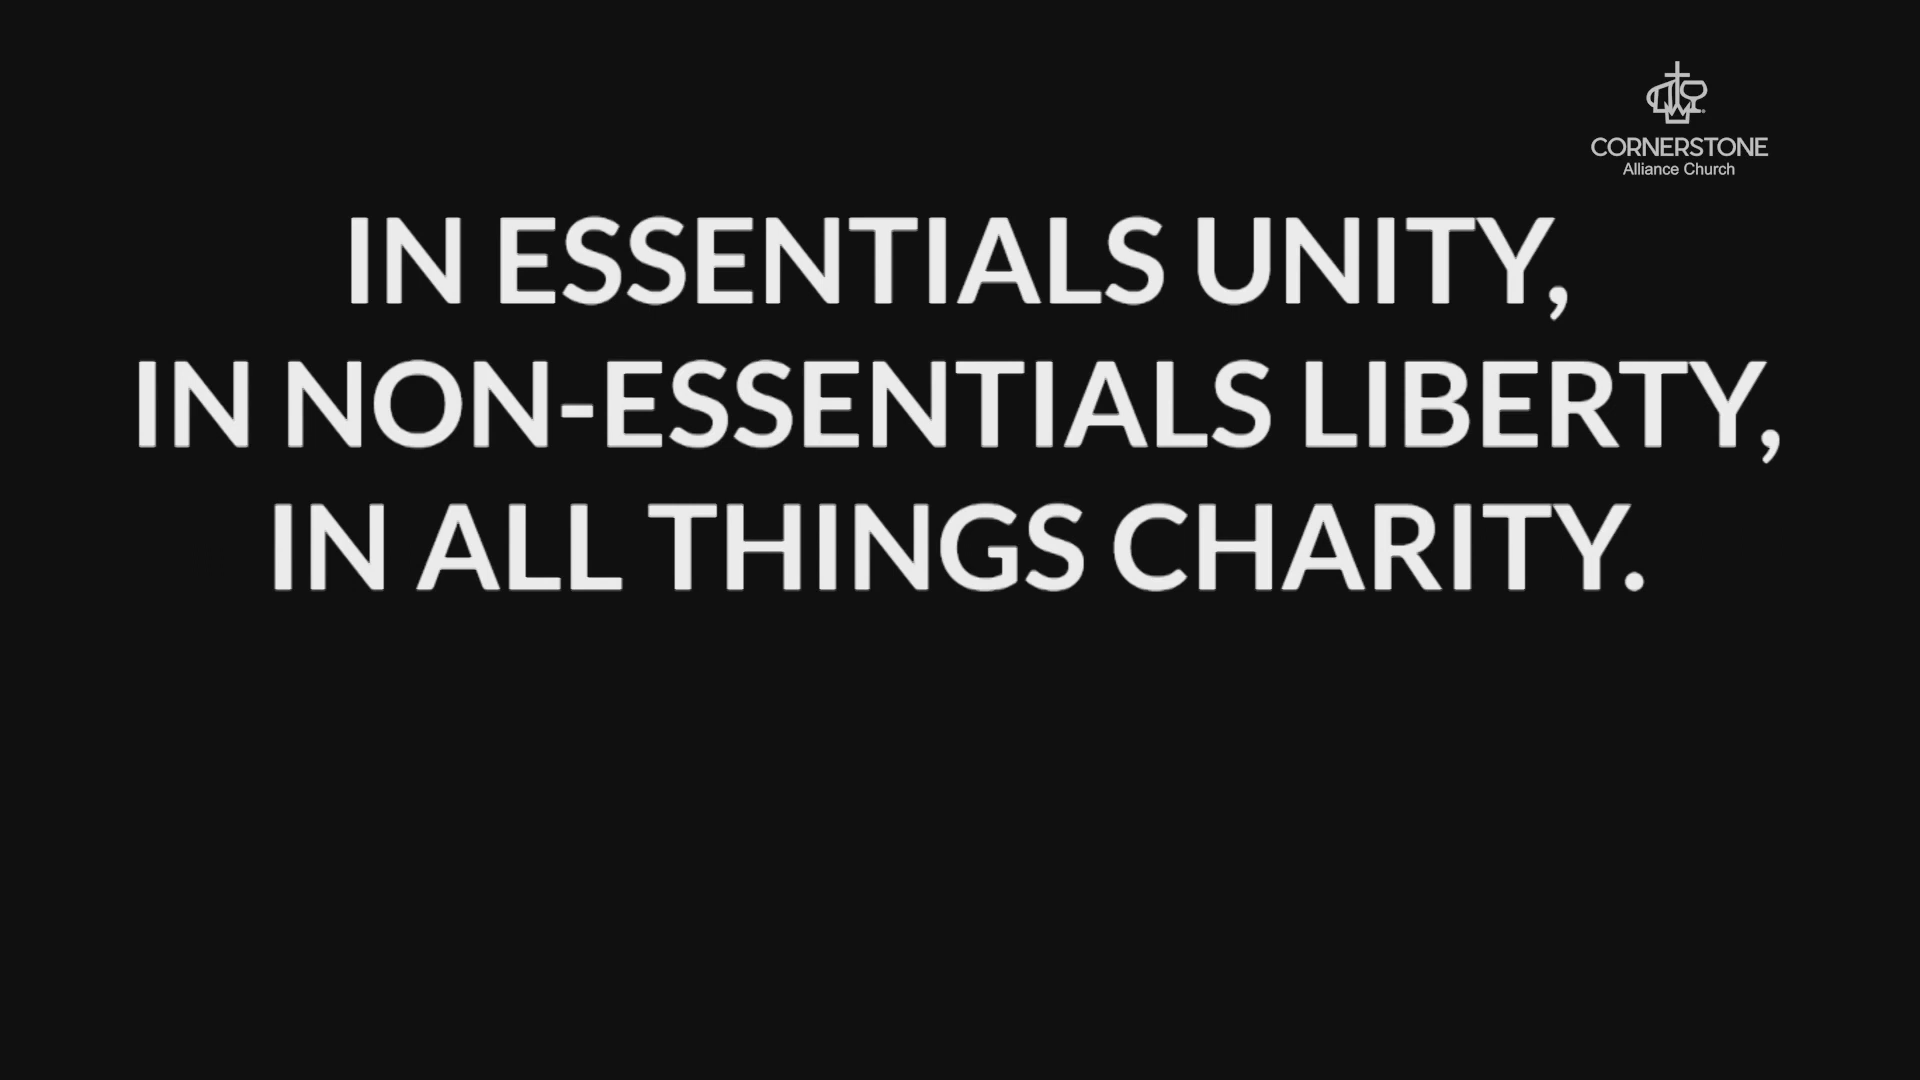 CORNERSTONE
Alliance Church
IN ESSENTIALS UNITY,
IN NON-ESSENTIALS LIBERTY,
IN ALL THINGS CHARITY.